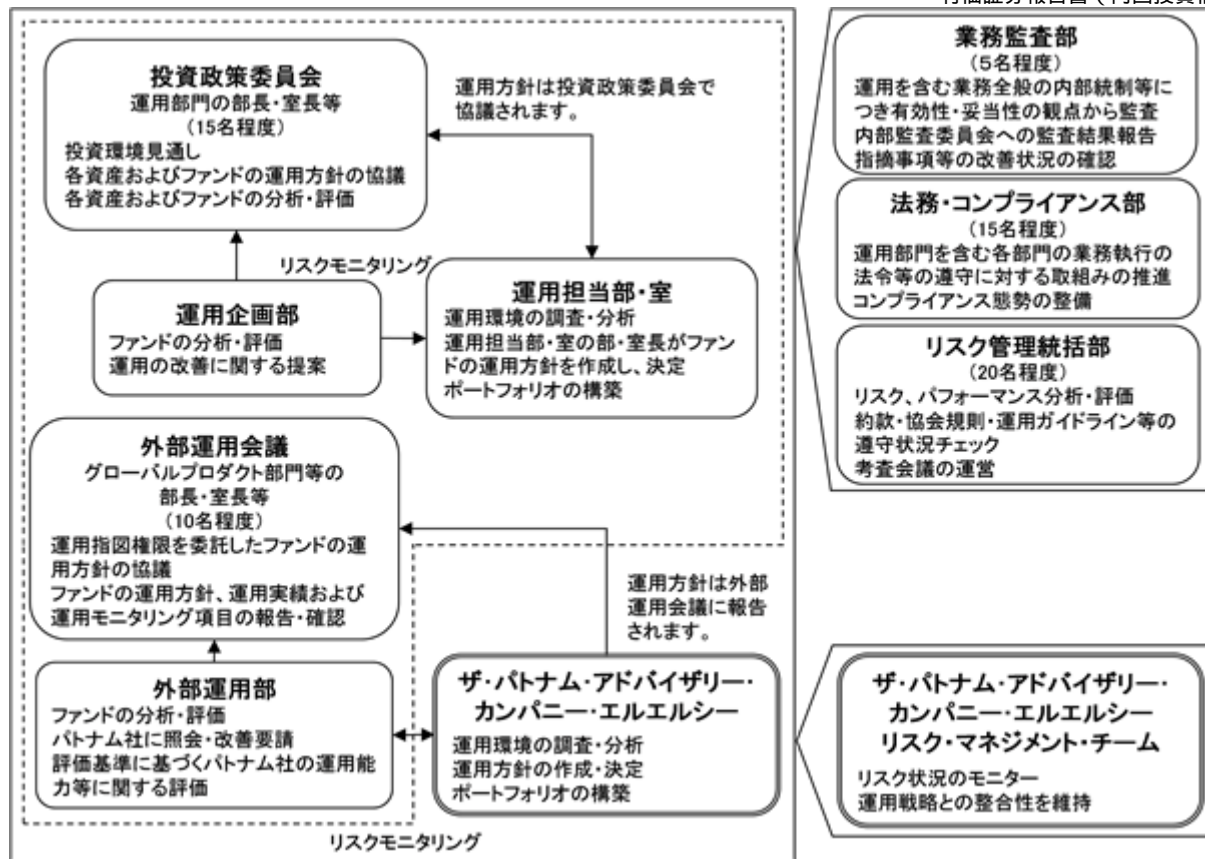 投資政策委員会
運用部門の部長・室長等
(15名程度)
投資環境見通し
各資産およびファンドの運用方針の協議
各資産およびファンドの分析・評価
運用方針は投資政策委員会で
協議されます。
リスクモニタリング
運用企画部
ファンドの分析・評価
運用の改善に関する提案
運用担当部・室
運用環境の調査・分析
運用担当部・室の部・室長がファン
ドの運用方針を作成し、決定
ポートフォリオの構築
外部運用会議
グローバルプロダクト部門等の
部長・室長等
(10名程度)
運用指図権限を委託したファンドの運
用方針の協議
ファンドの運用方針、運用実績および
運用モニタリング項目の報告・確認
運用方針は外部
運用会議に報告
されます。
外部運用部
ファンドの分析・評価
パトナム社に照会・改善要請
評価基準に基づくパトナム社の運用能
力等に関する評価
ザ・パトナム・アドバイザリー・
カンパニー・エルエルシー
運用環境の調査・分析
運用方針の作成・決定
ポートフォリオの構築
リスクモニタリング
業務監査部
(5名程度)
運用を含む業務全般の内部統制等に
つき有効性・妥当性の観点から監査
内部監査委員会への監査結果報告
指摘事項等の改善状況の確認
法務・コンプライアンス部
(15名程度)
運用部門を含む各部門の業務執行の
法令等の遵守に対する取組みの推進
コンプライアンス態勢の整備
リスク管理統括部
(20名程度)
リスク、パフォーマンス分析・評価
約款・協会規則・運用ガイドライン等の
遵守状況チェック
考査会議の運営
ザ・パトナム・アドバイザリー・
カンパニー・エルエルシー
リスク・マネジメント・チーム
リスク状況のモニター
運用戦略との整合性を維持